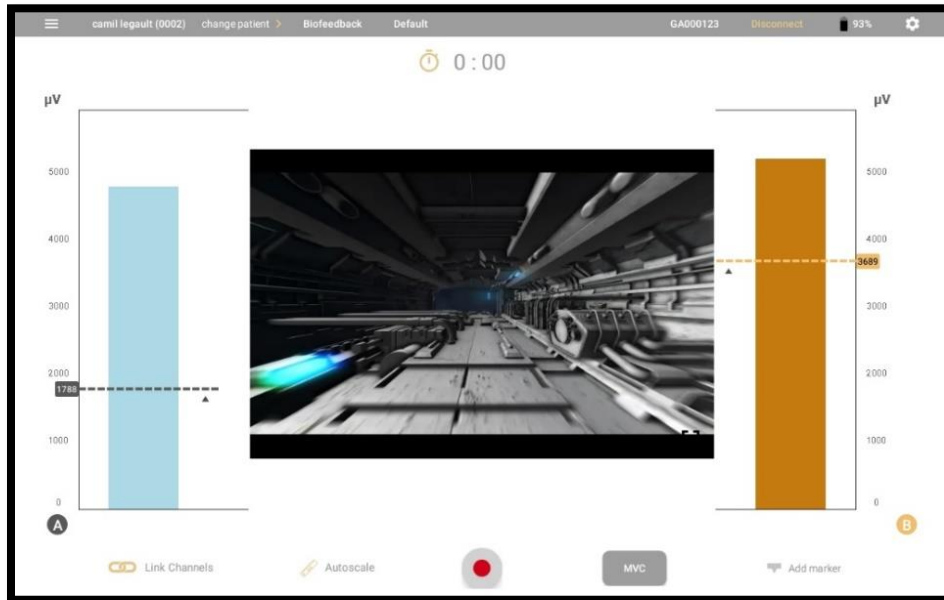 camil legault (0002) change patient > Biofeedback Default GA000123 Disconnect 93%
0 : 00
µV
µV
5000
4000
3000
2000
1788
1000
0
5000
4000
3689
3000
2000
1000
0
A
B
Link Channels
Autoscale
MVC
Add marker